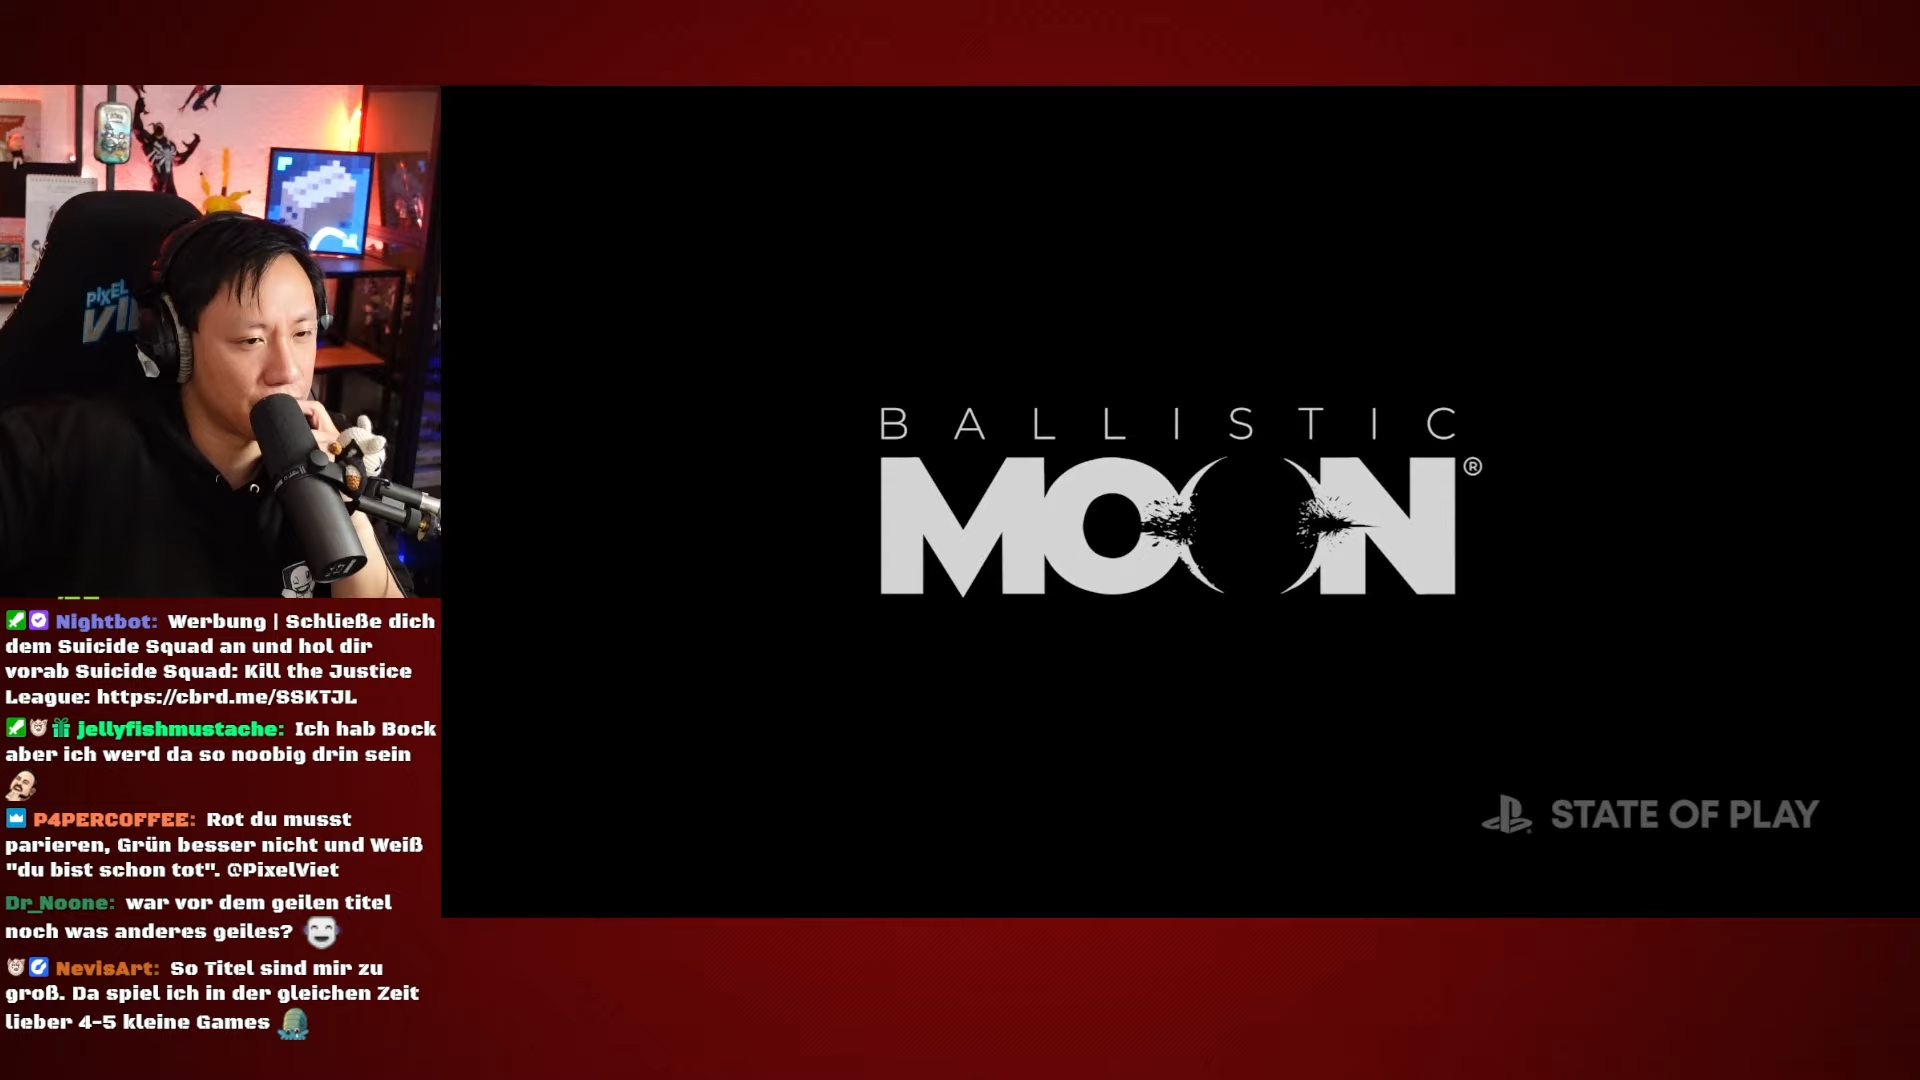 PIXEL
BALLISTIC
MOON®
STATE OF PLAY
Nightbot: Werbung | Schließe dich
dem Suicide Squad an und hol dir
vorab Suicide Squad: Kill the Justice
League: https://cbrd.me/SSKTJL
jellyfishmustache: Ich hab Bock
aber ich werd da so noobig drin sein
P4PERCOFFEE: Rot du musst
parieren, Grün besser nicht und Weiß
"du bist schon tot". @PixelViet
Dr_Noone: war vor dem geilen titel
noch was anderes geiles?
NevisArt: So Titel sind mir zu
groß. Da spiel ich in der gleichen Zeit
lieber 4-5 kleine Games